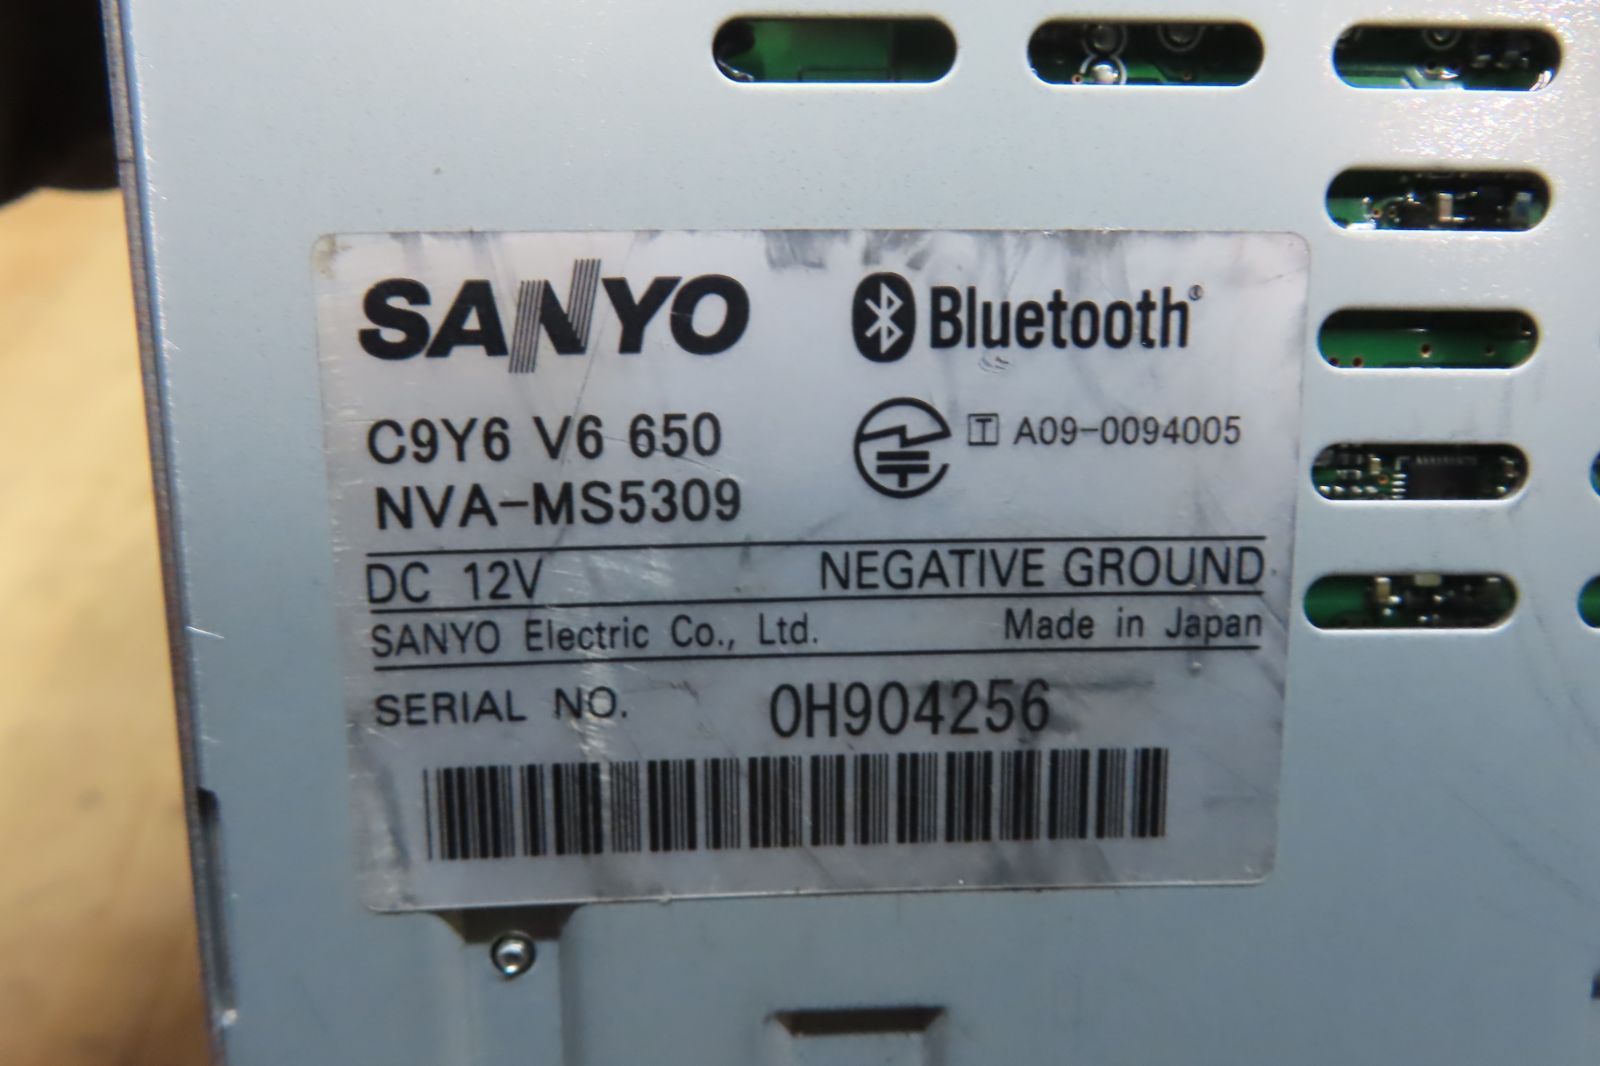 SANYO
Bluetooth®
C9Y6 V6 650
T A09-0094005
NVA-MS5309
DC 12V NEGATIVE GROUND
SANYO Electric Co., Ltd. Made in Japan
SERIAL NO. 0H904256